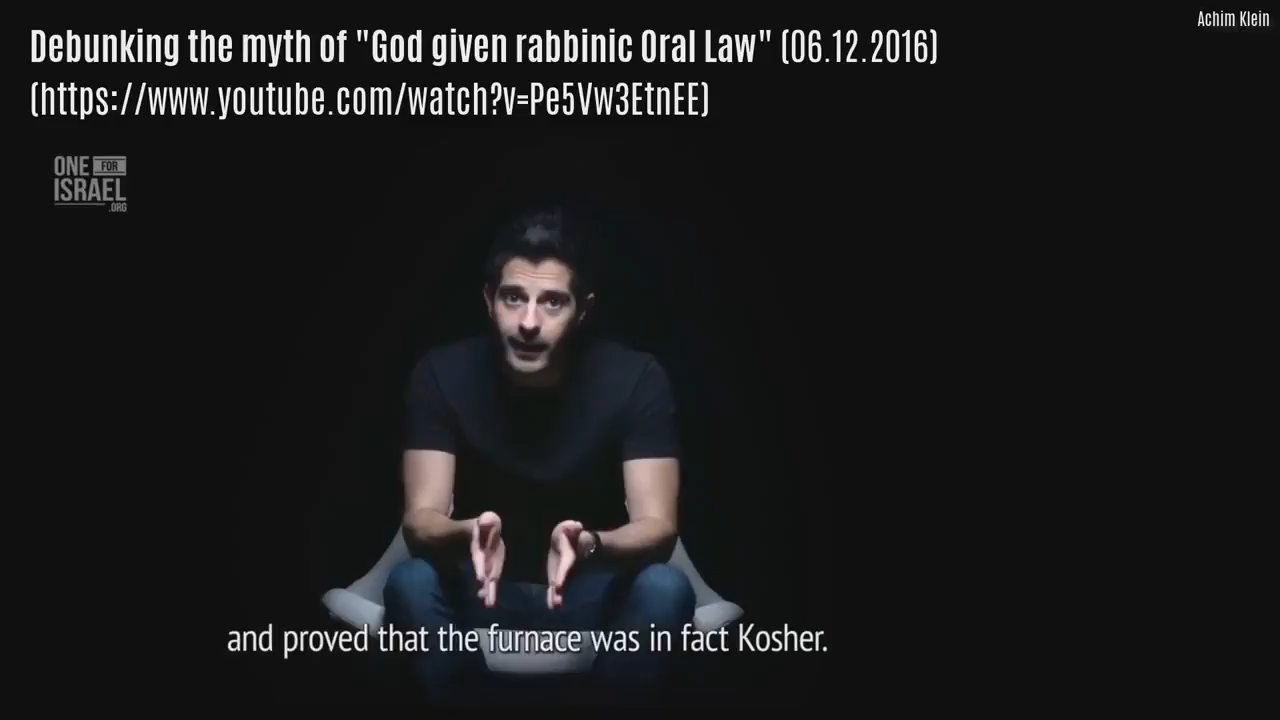 Achim Klein
Debunking the myth of "God given rabbinic Oral Law" (06.12.2016)
(https://www.youtube.com/watch?v=Pe5Vw3EtnEE)
ONE FOR
ISRAEL
.ORG
and proved that the furnace was in fact Kosher.